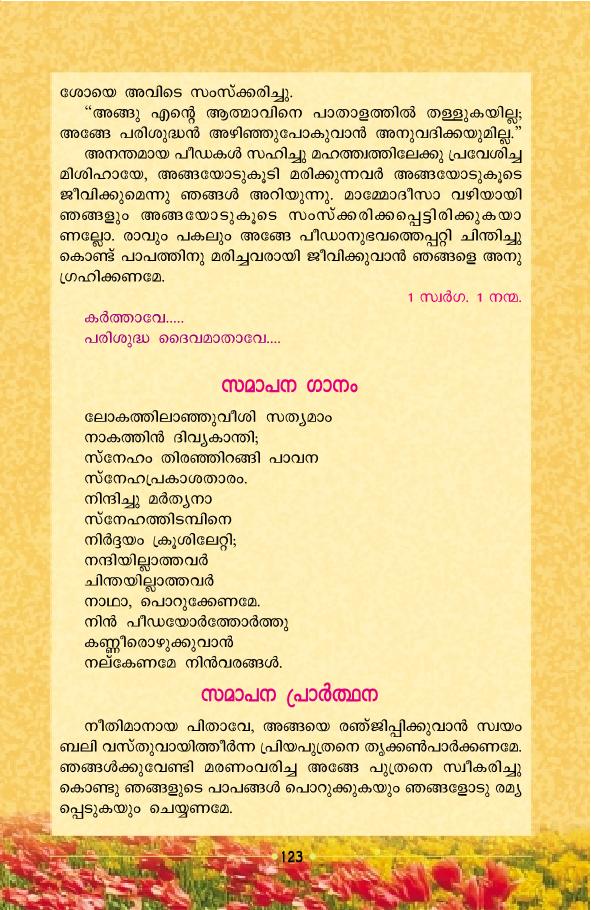 ശോയെ അവിടെ സംസ്ക്കരിച്ചു.
“അങ്ങു എന്റെ ആത്മാവിനെ പാതാളത്തിൽ തള്ളുകയില്ല;
അങ്ങേ പരിശുദ്ധൻ അഴിഞ്ഞുപോകുവാൻ അനുവദിക്കയുമില്ല.”
അനന്തമായ പീഡകൾ സഹിച്ചു മഹത്ത്വത്തിലേക്കു പ്രവേശിച്ച
മിശിഹായേ, അങ്ങയോടുകൂടി മരിക്കുന്നവർ അങ്ങയോടുകൂടെ
ജീവിക്കുമെന്നു ഞങ്ങൾ അറിയുന്നു. മാമ്മോദീസാ വഴിയായി
ഞങ്ങളും അങ്ങയോടുകൂടെ സംസ്ക്കരിക്കപ്പെട്ടിരിക്കുകയാ
ണല്ലോ. രാവും പകലും അങ്ങേ പീഡാനുഭവത്തെപ്പറ്റി ചിന്തിച്ചു
കൊണ്ട് പാപത്തിനു മരിച്ചവരായി ജീവിക്കുവാൻ ഞങ്ങളെ അനു
ഗ്രഹിക്കണമേ.
1 സ്വർഗ. 1 നന്മ.
കർത്താവേ.....
പരിശുദ്ധ ദൈവമാതാവേ....
സമാപന ഗാനം
ലോകത്തിലാഞ്ഞുവീശി സത്യമാം
നാകത്തിൻ ദിവ്യകാന്തി;
സ്നേഹം തിരഞ്ഞിറങ്ങി പാവന
സ്നേഹപ്രകാശതാരം.
നിന്ദിച്ചു മർത്യനാ
സ്നേഹത്തിടമ്പിനെ
നിർദ്ദയം ക്രൂശിലേറ്റി;
നന്ദിയില്ലാത്തവർ
ചിന്തയില്ലാത്തവർ
നാഥാ, പൊറുക്കേണമേ.
നിൻ പീഡയോർത്തോർത്തു
കണ്ണീരൊഴുക്കുവാൻ
നല്കേണമേ നിൻവരങ്ങൾ.
സമാപന പ്രാർത്ഥന
നീതിമാനായ പിതാവേ, അങ്ങയെ രഞ്ജിപ്പിക്കുവാൻ സ്വയം
ബലി വസ്തുവായിത്തീർന്ന പ്രിയപുത്രനെ തൃക്കൺപാർക്കണമേ.
ഞങ്ങൾക്കുവേണ്ടി മരണംവരിച്ച അങ്ങേ പുത്രനെ സ്വീകരിച്ചു
കൊണ്ടു ഞങ്ങളുടെ പാപങ്ങൾ പൊറുക്കുകയും ഞങ്ങളോടു രമ്യ
പ്പെടുകയും ചെയ്യണമേ.
123